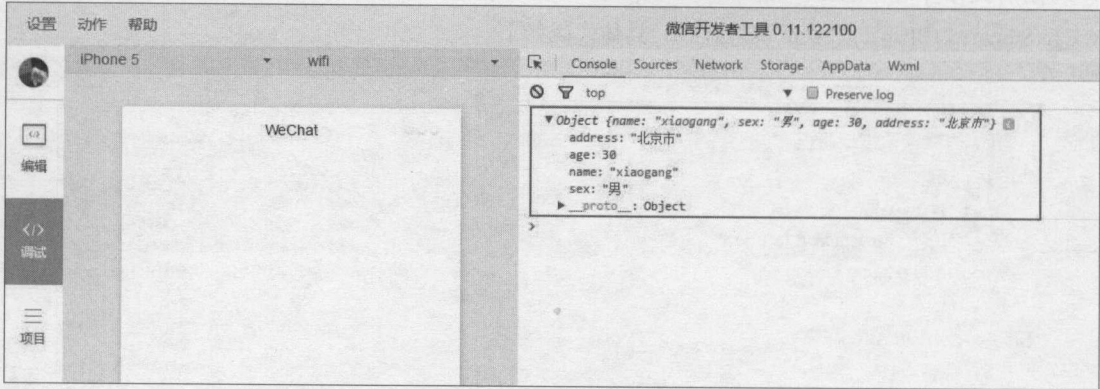 设置 动作 帮助
微信开发者工具 0.11.122100
iPhone 5
wifi
Console Sources Network Storage AppData Wxml
top
Preserve log
WeChat
编辑
调试
项目
Object {name: "xiaogang", sex: "男", age: 30, address: "北京市"}
address: "北京市"
age: 30
name: "xiaogang"
sex: "男"
__proto__: Object